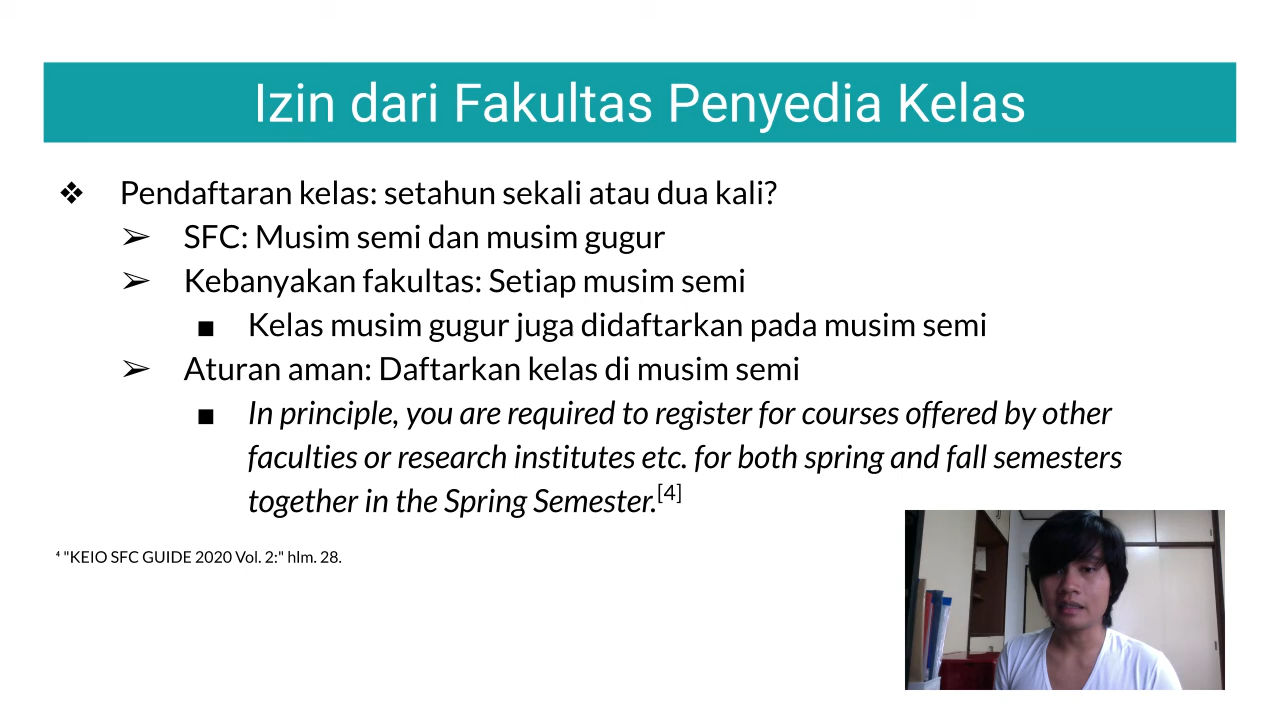 Izin dari Fakultas Penyedia Kelas
❖ Pendaftaran kelas: setahun sekali atau dua kali?
➢ SFC: Musim semi dan musim gugur
➢ Kebanyakan fakultas: Setiap musim semi
■ Kelas musim gugur juga didaftarkan pada musim semi
➢ Aturan aman: Daftarkan kelas di musim semi
■ In principle, you are required to register for courses offered by other
faculties or research institutes etc. for both spring and fall semesters
together in the Spring Semester.[4]
⁴ "KEIO SFC GUIDE 2020 Vol. 2:" hlm. 28.